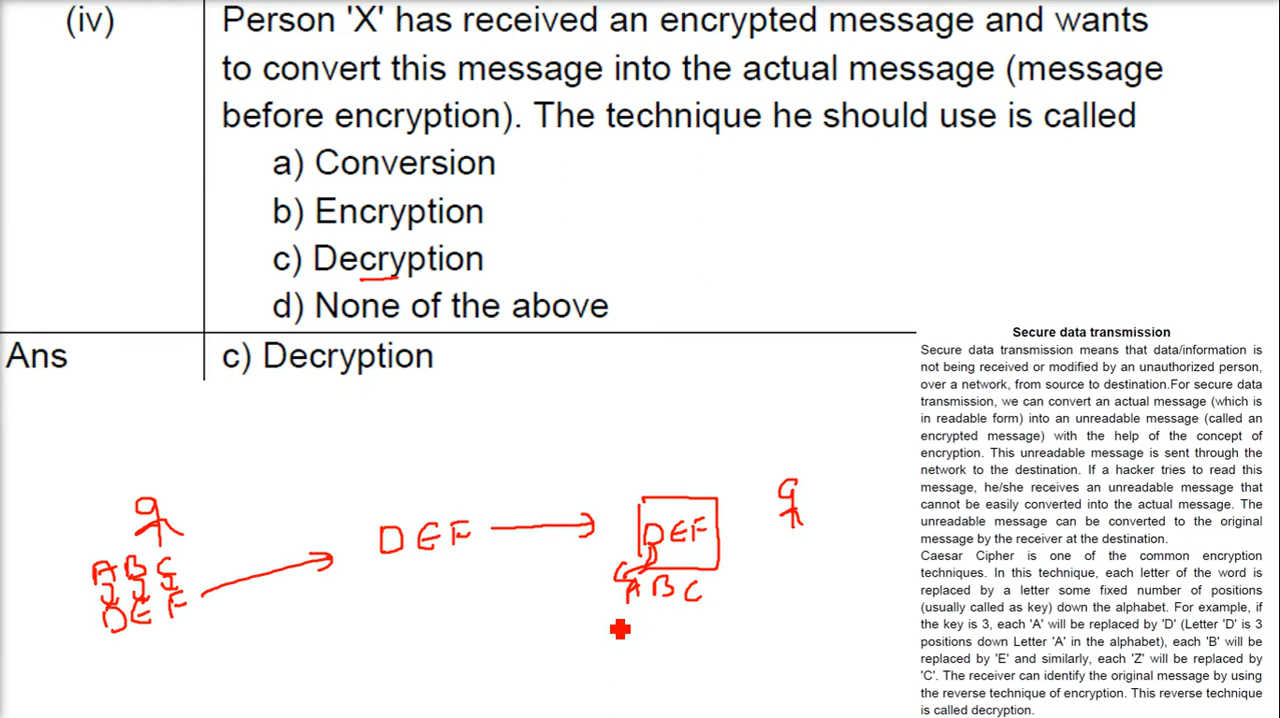 (iv) Person 'X' has received an encrypted message and wants
to convert this message into the actual message (message
before encryption). The technique he should use is called
a) Conversion
b) Encryption
c) Decryption
d) None of the above
Ans c) Decryption
Secure data transmission
Secure data transmission means that data/information is
not being received or modified by an unauthorized person,
over a network, from source to destination.For secure data
transmission, we can convert an actual message (which is
in readable form) into an unreadable message (called an
encrypted message) with the help of the concept of
encryption. This unreadable message is sent through the
network to the destination. If a hacker tries to read this
message, he/she receives an unreadable message that
cannot be easily converted into the actual message. The
unreadable message can be converted to the original
message by the receiver at the destination.
Caesar Cipher is one of the common encryption
techniques. In this technique, each letter of the word is
replaced by a letter some fixed number of positions
(usually called as key) down the alphabet. For example, if
the key is 3, each 'A' will be replaced by 'D' (Letter 'D' is 3
positions down Letter 'A' in the alphabet), each 'B' will be
replaced by 'E' and similarly, each 'Z' will be replaced by
'C'. The receiver can identify the original message by using
the reverse technique of encryption. This reverse technique
is called decryption.
A B C
D E F
D E F
D E F
A B C